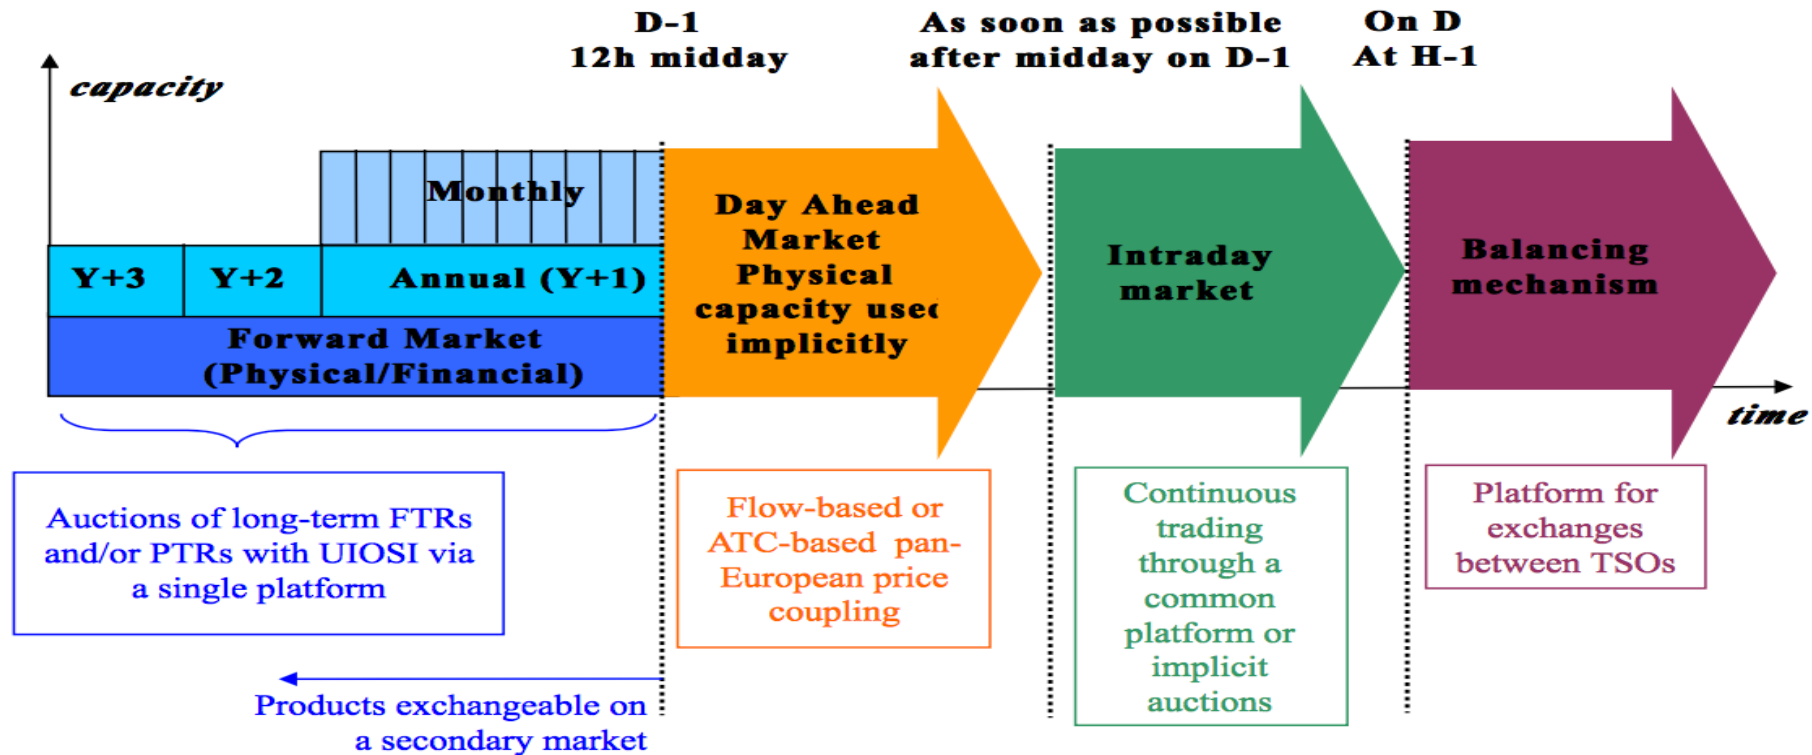 D-1
12h midday
As soon as possible
after midday on D-1
On D
At H-1
capacity
Monthly
Y+3
Y+2
Annual (Y+1)
Forward Market
(Physical/Financial)
Day Ahead
Market
Physical
capacity used
implicitly
Intraday
market
Balancing
mechanism
time
Auctions of long-term FTRs
and/or PTRs with UIOSI via
a single platform
Flow-based or
ATC-based pan-
European price
coupling
Continuous
trading
through a
common
platform or
implicit
auctions
Platform for
exchanges
between TSOs
Products exchangeable on
a secondary market